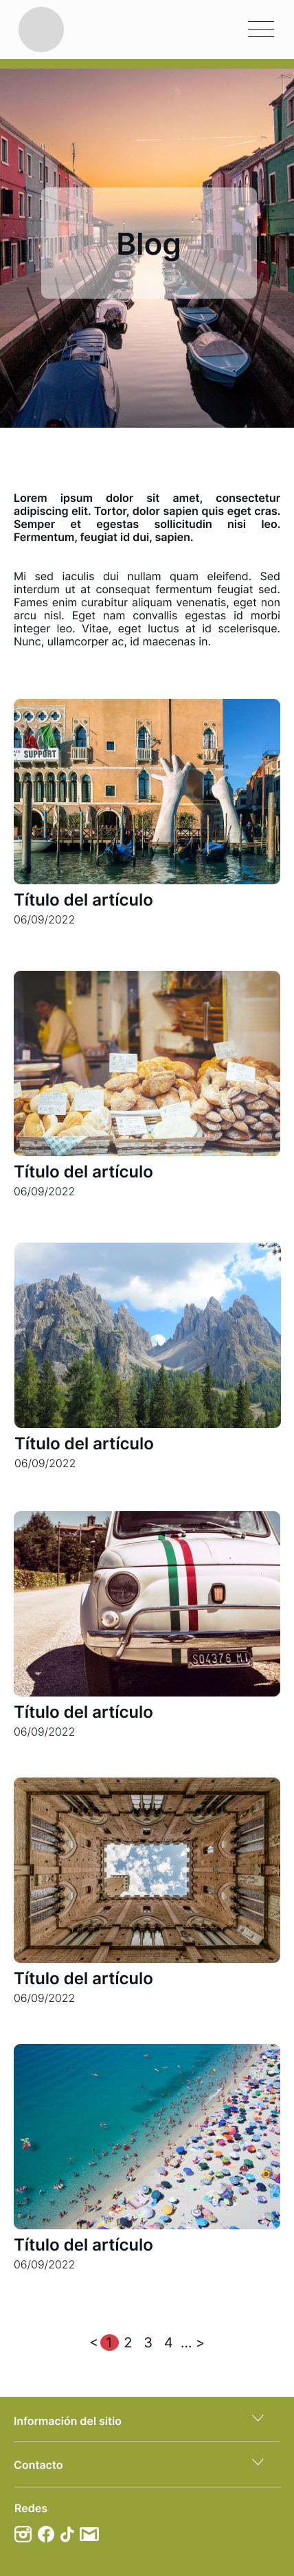 Blog
Lorem ipsum dolor sit amet, consectetur
adipiscing elit. Tortor, dolor sapien quis eget cras.
Semper et egestas sollicitudin nisi leo.
Fermentum, feugiat id dui, sapien.
Mi sed iaculis dui nullam quam eleifend. Sed
interdum ut at consequat fermentum feugiat sed.
Fames enim curabitur aliquam venenatis, eget non
arcu nisl. Eget nam convallis egestas id morbi
integer leo. Vitae, eget luctus at id scelerisque.
Nunc, ullamcorper ac, id maecenas in.
SUPPORT
Título del artículo
06/09/2022
Título del artículo
06/09/2022
Título del artículo
06/09/2022
S04376 MI
Título del artículo
06/09/2022
Título del artículo
06/09/2022
Título del artículo
06/09/2022
< 1 2 3 4 ... >
Información del sitio
Contacto
Redes